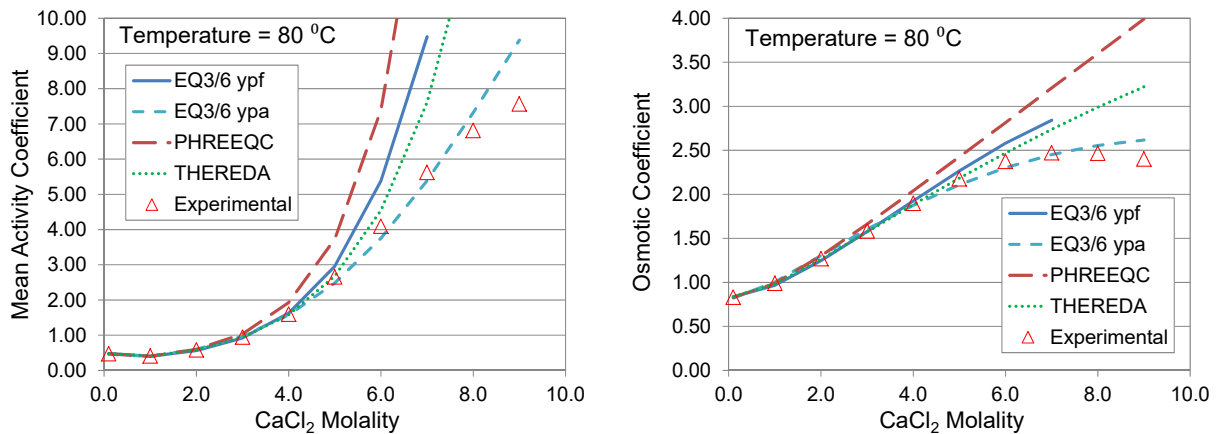 Mean Activity Coefficient
10.00
9.00
8.00
7.00
6.00
5.00
4.00
3.00
2.00
1.00
0.00
Temperature = 80 ⁰C
EQ3/6 ypf
EQ3/6 ypa
PHREEQC
THEREDA
Experimental
0.0 2.0 4.0 6.0 8.0 10.0
CaCl₂ Molality
Osmotic Coefficient
4.00
3.50
3.00
2.50
2.00
1.50
1.00
0.50
0.00
Temperature = 80 ⁰C
EQ3/6 ypf
EQ3/6 ypa
PHREEQC
THEREDA
Experimental
0.0 2.0 4.0 6.0 8.0 10.0
CaCl₂ Molality